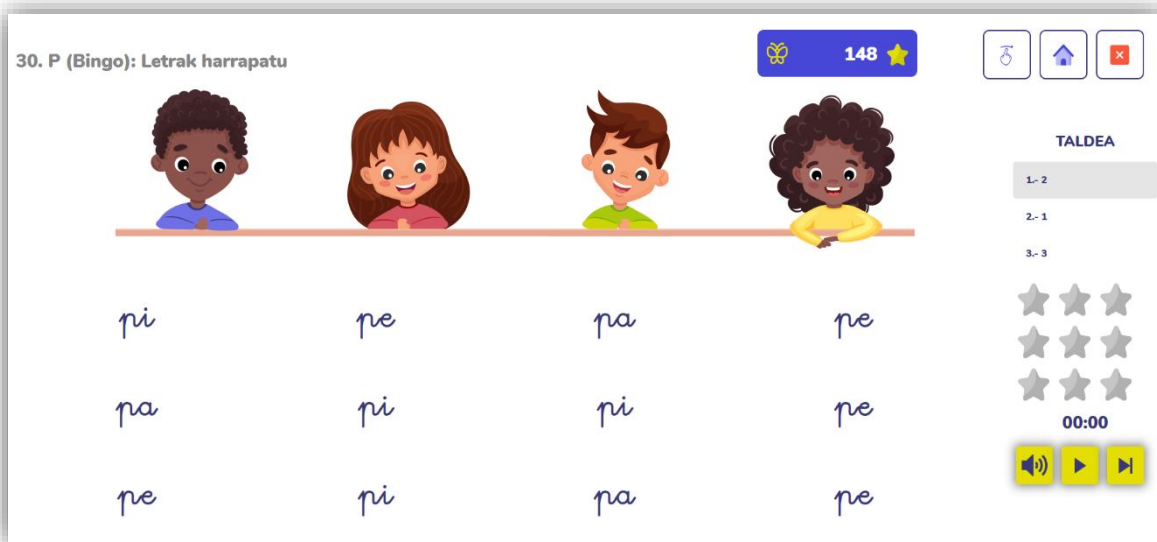 30. P (Bingo): Letrak harrapatu
148
TALDEA
1.- 2
2.- 1
3.- 3
pi pe pa pe
pa pi pi pe
pe pi pa pe
00:00